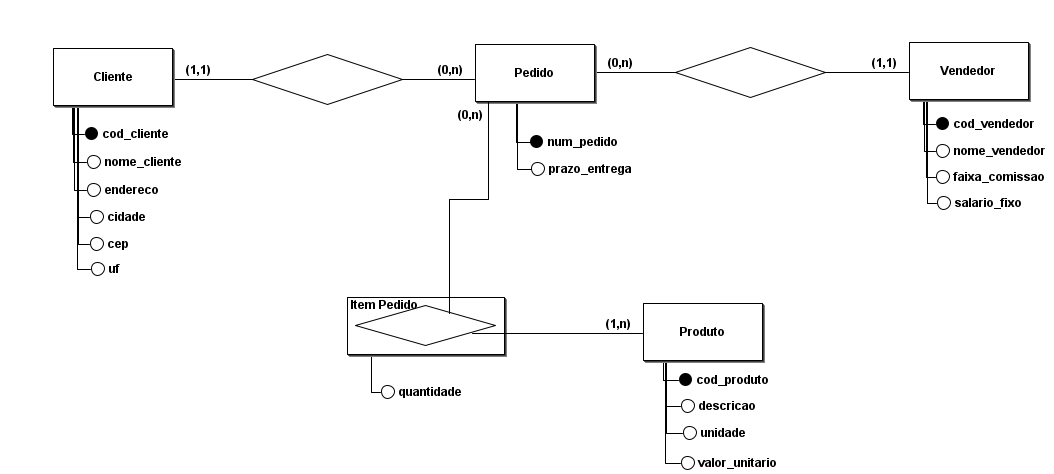 Cliente
(1,1)
(0,n)
Pedido
(0,n)
(1,1)
Vendedor
(0,n)
cod_cliente
nome_cliente
endereco
cidade
cep
uf
num_pedido
prazo_entrega
cod_vendedor
nome_vendedor
faixa_comissao
salario_fixo
Item Pedido
(1,n)
Produto
quantidade
cod_produto
descricao
unidade
valor_unitario